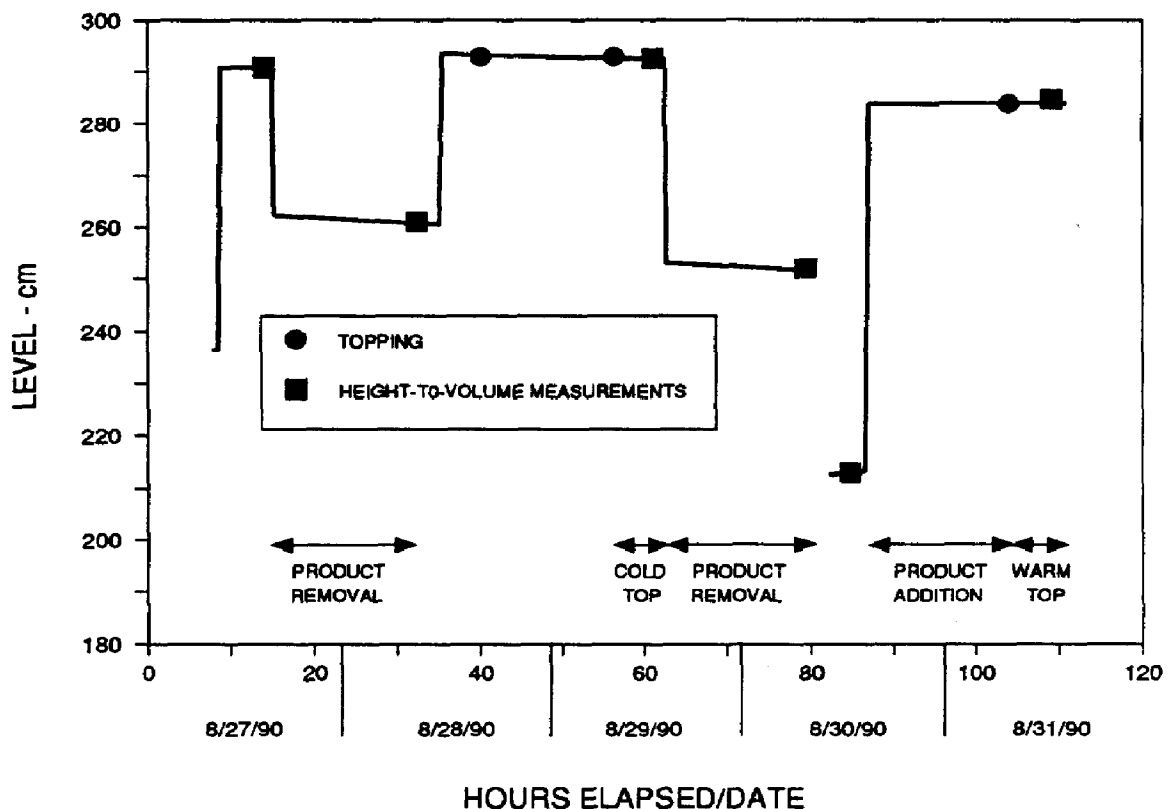 300
280
260
240
220
200
180
LEVEL - cm
TOPPING
HEIGHT-T0-VOLUME MEASUREMENTS
PRODUCT
REMOVAL
COLD
TOP
PRODUCT
REMOVAL
PRODUCT
ADDITION
WARM
TOP
0
20
40
60
80
100
120
8/27/90
8/28/90
8/29/90
8/30/90
8/31/90
HOURS ELAPSED/DATE